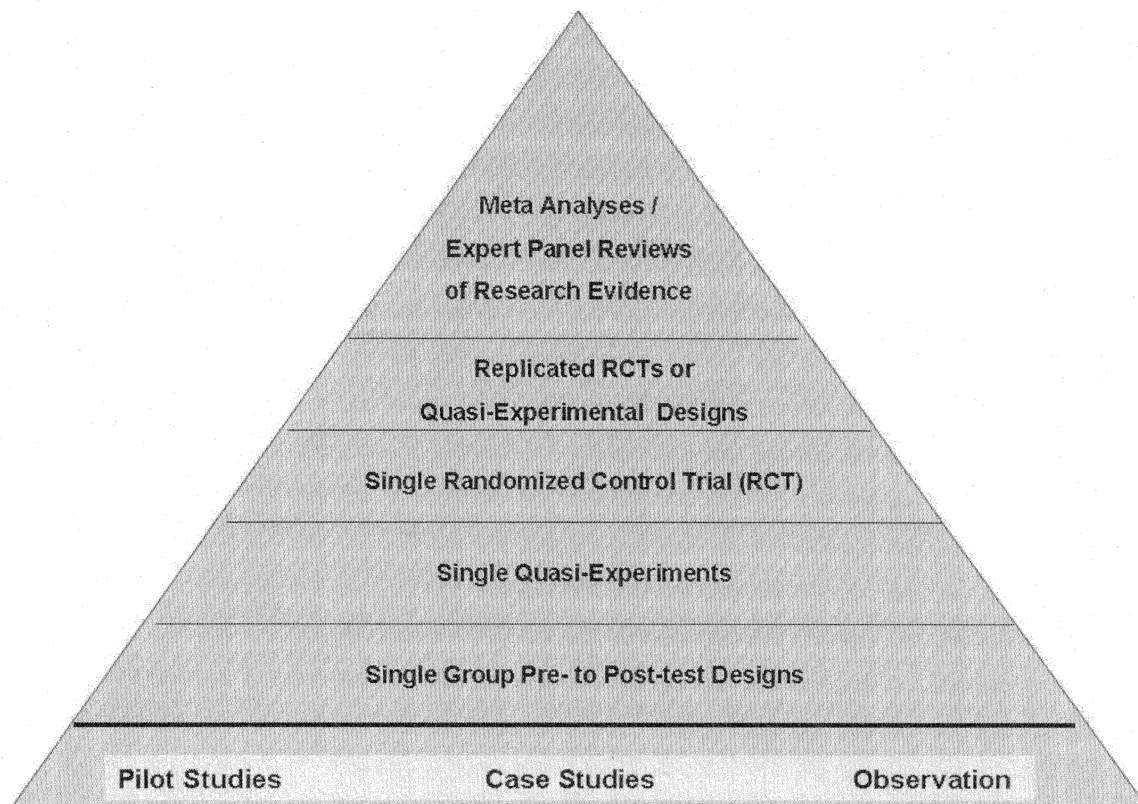 Meta Analyses /
Expert Panel Reviews
of Research Evidence
Replicated RCTs or
Quasi-Experimental Designs
Single Randomized Control Trial (RCT)
Single Quasi-Experiments
Single Group Pre- to Post-test Designs
Pilot Studies Case Studies Observation